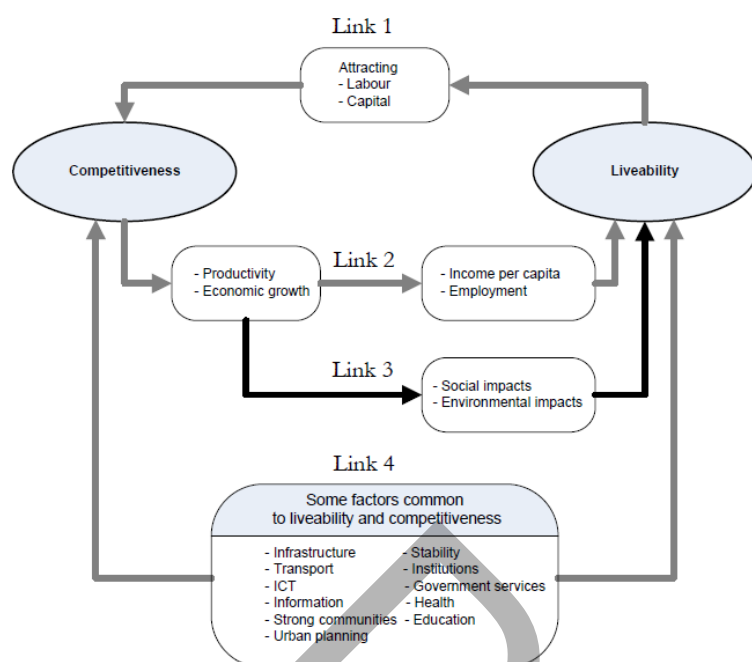 Link 1
Attracting
- Labour
- Capital
Competitiveness
Liveability
- Productivity
- Economic growth
Link 2
- Income per capita
- Employment
Link 3
- Social impacts
- Environmental impacts
Link 4
Some factors common
to liveability and competitiveness
- Infrastructure
- Transport
- ICT
- Information
- Strong communities
- Urban planning
- Stability
- Institutions
- Government services
- Health
- Education